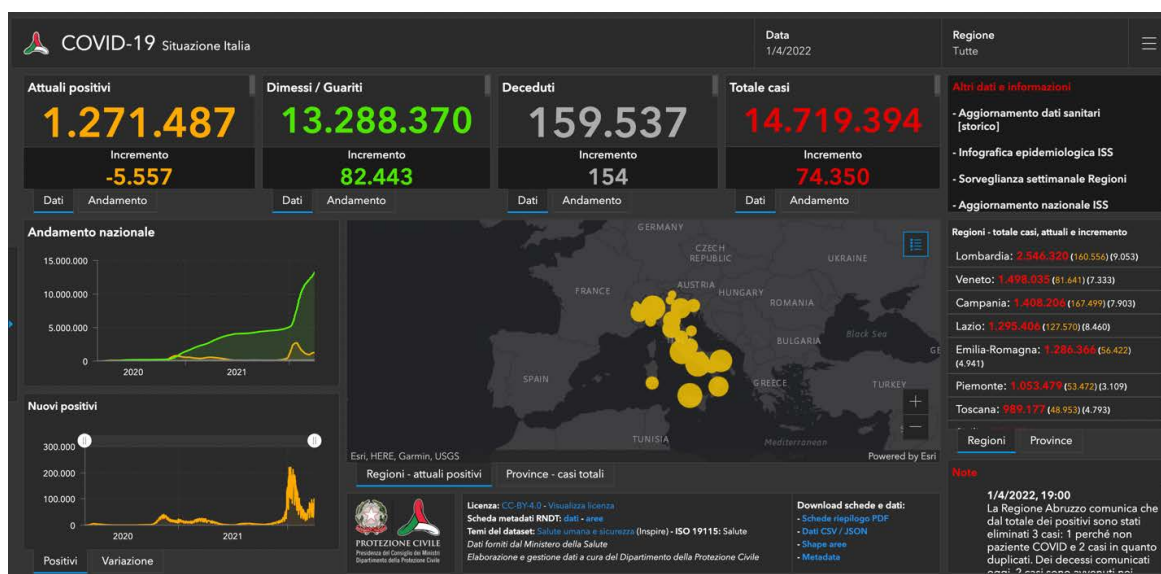 COVID-19 Situazione Italia
Data
1/4/2022
Regione
Tutte
Attuali positivi
1.271.487
Incremento
-5.557
Dati Andamento
Dimessi / Guariti
13.288.370
Incremento
82.443
Dati Andamento
Deceduti
159.537
Incremento
154
Dati Andamento
Totale casi
14.719.394
Incremento
74.350
Dati Andamento
Altri dati e informazioni
- Aggiornamento dati sanitari
[storico]
- Infografica epidemiologica ISS
- Sorveglianza settimanale Regioni
- Aggiornamento nazionale ISS
Andamento nazionale
15.000.000
10.000.000
5.000.000
0
2020 2021
Nuovi positivi
300.000
200.000
100.000
0
2020 2021
Positivi Variazione
GERMANY
CZECH
REPUBLIC
UKRAINE
FRANCE
AUSTRIA
HUNGARY
ROMANIA
BULGARIA
Black Sea
SPAIN
GREECE
TURKEY
TUNISIA
Mediterranean
Esri, HERE, Garmin, USGS
Powered by Esri
Regioni - attuali positivi Province - casi totali
PROTEZIONE CIVILE
Presidenza del Consiglio dei Ministri
Dipartimento della Protezione Civile
Licenza: CC-BY-4.0 - Visualizza licenza
Scheda metadati RNDT: dati - aree
Temi del dataset: Salute umana e sicurezza (Inspire) - ISO 19115: Salute
Dati forniti dal Ministero della Salute
Elaborazione e gestione dati a cura del Dipartimento della Protezione Civile
Download schede e dati:
- Schede riepilogo PDF
- Dati CSV / JSON
- Shape aree
- Metadata
Regioni - totale casi, attuali e incremento
Lombardia: 2.546.320 (160.556) (9.053)
Veneto: 1.498.035 (81.641) (7.333)
Campania: 1.408.206 (167.499) (7.903)
Lazio: 1.295.406 (127.570) (8.460)
Emilia-Romagna: 1.286.366 (56.422)
(4.941)
Piemonte: 1.053.479 (53.472) (3.109)
Toscana: 989.177 (48.953) (4.793)
Regioni Province
Note
1/4/2022, 19:00
La Regione Abruzzo comunica che
dal totale dei positivi sono stati
eliminati 3 casi: 1 perché non
paziente COVID e 2 casi in quanto
duplicati. Dei decessi comunicati
oggi, 2 casi sono avvenuti nei